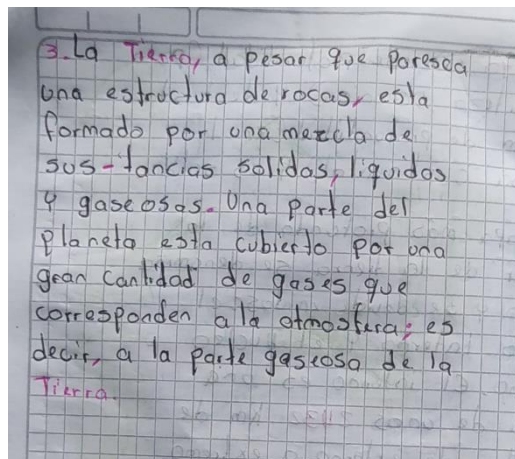 3. La Tierra, a pesar que paresca
una estructura de rocas, esta
formado por una mezcla de
sus-tancias solidas, liquidas
y gaseosas. Una parte del
planeta esta cubierto por una
gran cantidad de gases que
corresponden a la atmosfera; es
decir, a la parte gaseosa de la
Tierra.